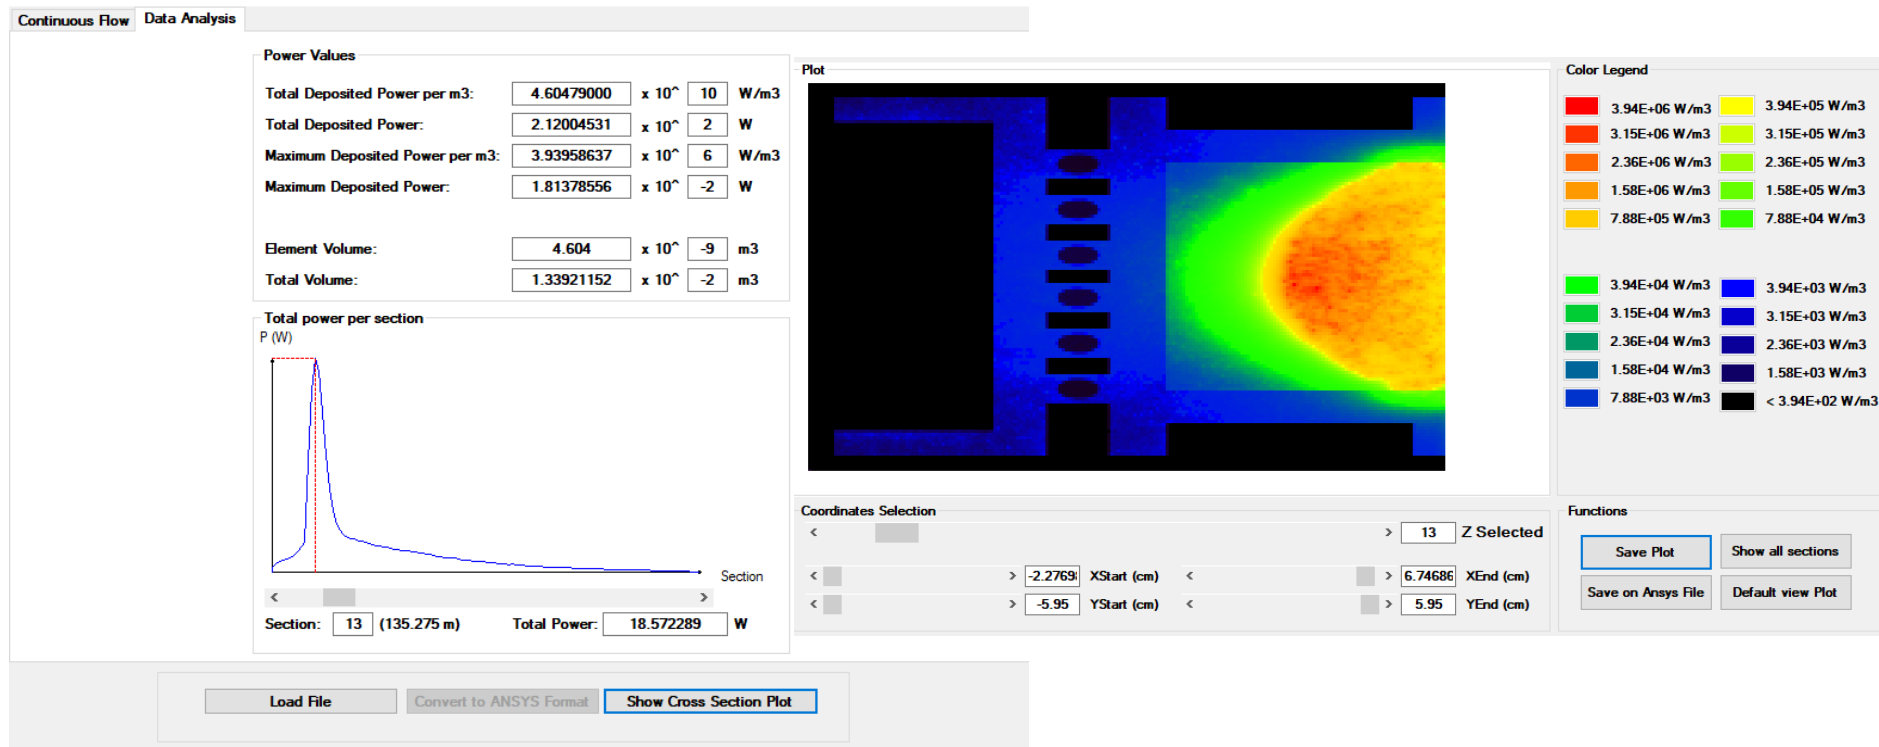 Continuous Flow Data Analysis
Power Values
Total Deposited Power per m3: 4.60479000 x 10^ 10 W/m3
Total Deposited Power: 2.12004531 x 10^ 2 W
Maximum Deposited Power per m3: 3.93958637 x 10^ 6 W/m3
Maximum Deposited Power: 1.81378556 x 10^ -2 W
Element Volume: 4.604 x 10^ -9 m3
Total Volume: 1.33921152 x 10^ -2 m3
Total power per section
P (W)
Section
< >
Section: 13 (135.275 m) Total Power: 18.572289 W
Load File Convert to ANSYS Format Show Cross Section Plot
Plot
Coordinates Selection
< > 13 Z Selected
< > -2.2769 XStart (cm) < > 6.74686 XEnd (cm)
< > -5.95 YStart (cm) < > 5.95 YEnd (cm)
Color Legend
3.94E+06 W/m3 3.94E+05 W/m3
3.15E+06 W/m3 3.15E+05 W/m3
2.36E+06 W/m3 2.36E+05 W/m3
1.58E+06 W/m3 1.58E+05 W/m3
7.88E+05 W/m3 7.88E+04 W/m3
3.94E+04 W/m3 3.94E+03 W/m3
3.15E+04 W/m3 3.15E+03 W/m3
2.36E+04 W/m3 2.36E+03 W/m3
1.58E+04 W/m3 1.58E+03 W/m3
7.88E+03 W/m3 < 3.94E+02 W/m3
Functions
Save Plot Show all sections
Save on Ansys File Default view Plot